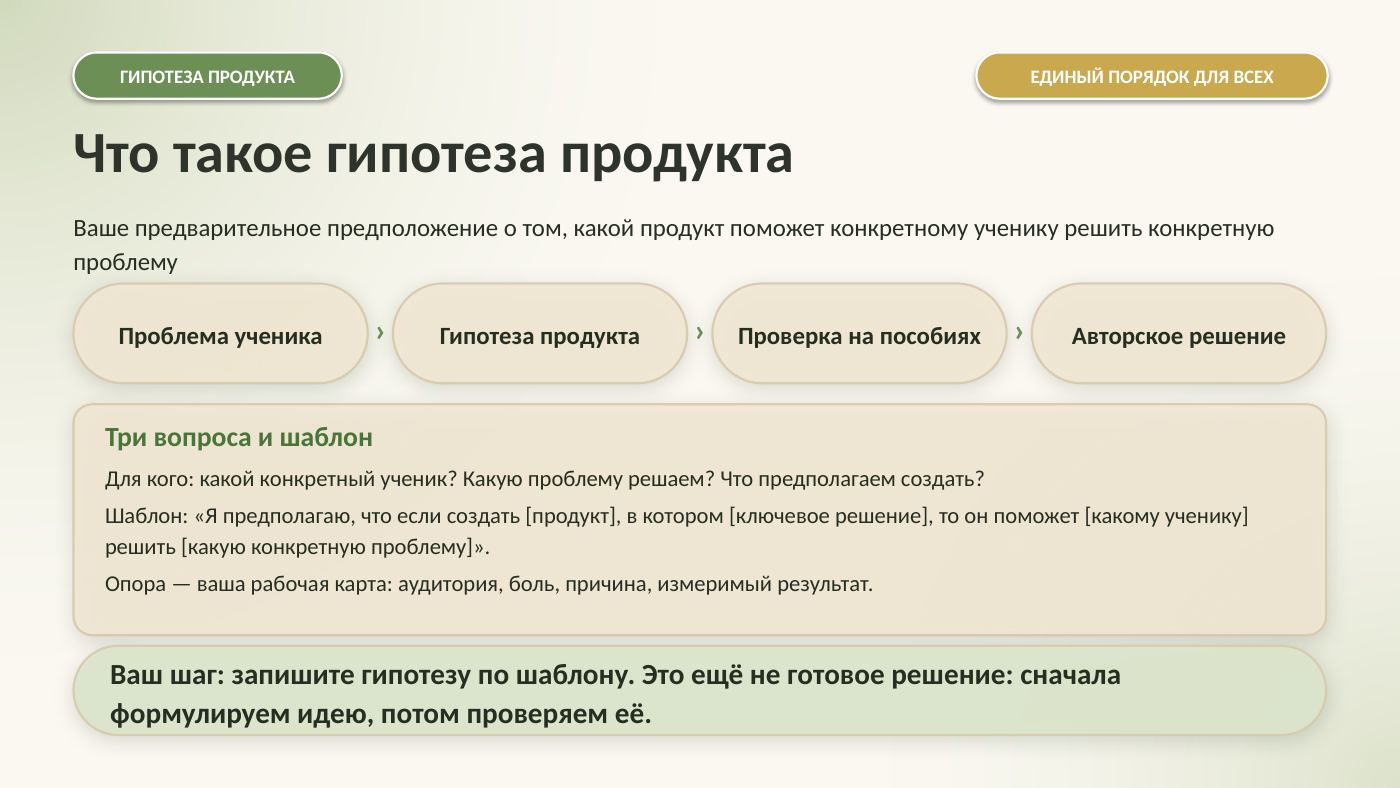 ГИПОТЕЗА ПРОДУКТА
ЕДИНЫЙ ПОРЯДОК ДЛЯ ВСЕХ
Что такое гипотеза продукта
Ваше предварительное предположение о том, какой продукт поможет конкретному ученику решить конкретную
проблему
Проблема ученика › Гипотеза продукта › Проверка на пособиях › Авторское решение
Три вопроса и шаблон
Для кого: какой конкретный ученик? Какую проблему решаем? Что предполагаем создать?
Шаблон: «Я предполагаю, что если создать [продукт], в котором [ключевое решение], то он поможет [какому ученику]
решить [какую конкретную проблему]».
Опора — ваша рабочая карта: аудитория, боль, причина, измеримый результат.
Ваш шаг: запишите гипотезу по шаблону. Это ещё не готовое решение: сначала
формулируем идею, потом проверяем её.